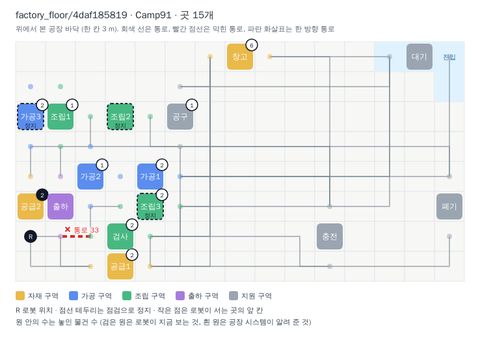 factory_floor/4daf185819 · Camp91 · 곳 15개
위에서 본 공장 바닥 (한 칸 3 m). 회색 선은 통로, 빨간 점선은 막힌 통로, 파란 화살표는 한 방향 통로
창고 6
대기
진입
가공3 2
정지
조립1 1
조립2
정지
공구 1
가공2 1
가공1 2
공급2 2
출하
조립3 2
정지
폐기
R
✕ 통로 33
검사 2
충전
공급1 2
자재 구역
가공 구역
조립 구역
출하 구역
지원 구역
R 로봇 위치 · 점선 테두리는 점검으로 정지 · 작은 점은 로봇이 서는 곳의 앞 칸
원 안의 수는 놓인 물건 수 (검은 원은 로봇이 지금 보는 것, 흰 원은 공장 시스템이 알려 준 것)